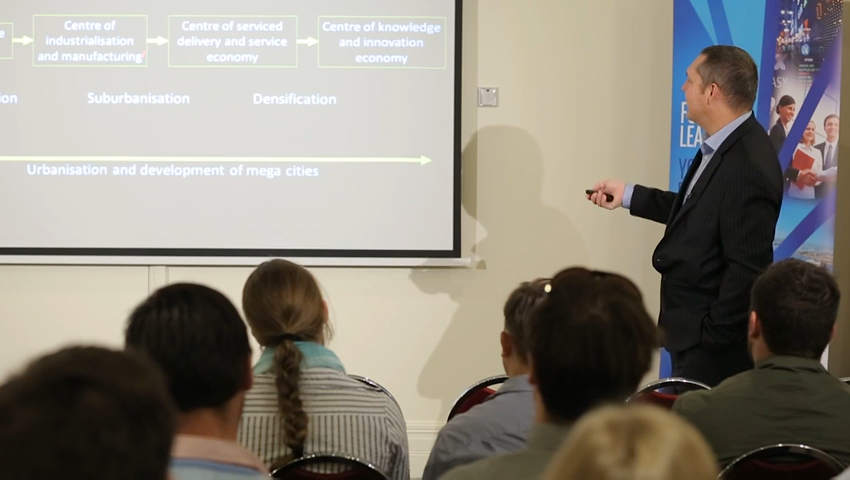 Centre of
industrialisation
and manufacturing
Centre of serviced
delivery and service
economy
Centre of knowledge
and innovation
economy
Suburbanisation
Densification
Urbanisation and development of mega cities